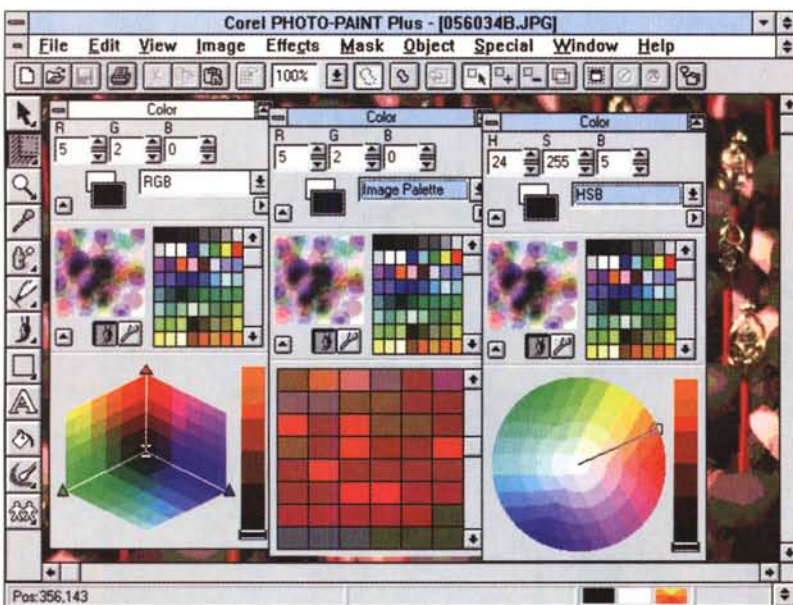 Corel PHOTO-PAINT Plus - [056034B.JPG]
File Edit View Image Effects Mask Object Special Window Help
100%
Color
R G B
5 2 0
RGB
Color
R G B
5 2 0
Image Palette
Color
H S B
24 255 5
HSB
A
Pos:356,143